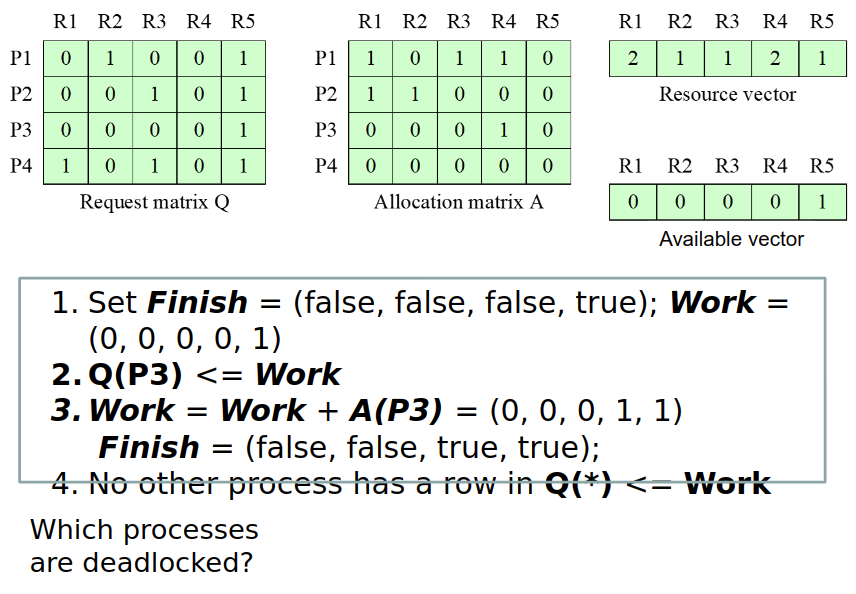 R1 R2 R3 R4 R5 R1 R2 R3 R4 R5 R1 R2 R3 R4 R5
P1 0 1 0 0 1 P1 1 0 1 1 0 2 1 1 2 1
P2 0 0 1 0 1 P2 1 1 0 0 0 Resource vector
P3 0 0 0 0 1 P3 0 0 0 1 0
P4 1 0 1 0 1 P4 0 0 0 0 0 R1 R2 R3 R4 R5
Request matrix Q Allocation matrix A 0 0 0 0 1
Available vector
1. Set Finish = (false, false, false, true); Work =
(0, 0, 0, 0, 1)
2. Q(P3) <= Work
3. Work = Work + A(P3) = (0, 0, 0, 1, 1)
Finish = (false, false, true, true);
4. No other process has a row in Q(*) <= Work
Which processes
are deadlocked?